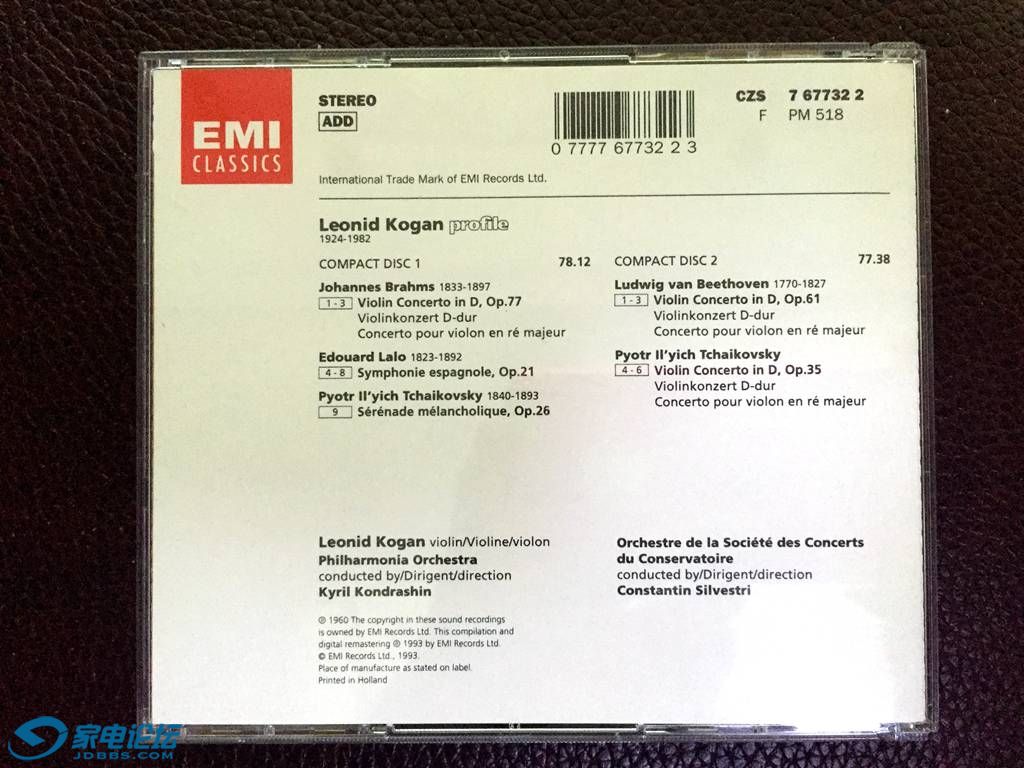 EMI
CLASSICS
STEREO
ADD
0 7777 67732 2 3
CZS 7 67732 2
F PM 518
International Trade Mark of EMI Records Ltd.
Leonid Kogan profile
1924-1982
COMPACT DISC 1 78.12
Johannes Brahms 1833-1897
1-3 Violin Concerto in D, Op.77
Violinkonzert D-dur
Concerto pour violon en ré majeur
Edouard Lalo 1823-1892
4-8 Symphonie espagnole, Op.21
Pyotr Il'yich Tchaikovsky 1840-1893
9 Sérénade mélancholique, Op.26
COMPACT DISC 2 77.38
Ludwig van Beethoven 1770-1827
1-3 Violin Concerto in D, Op.61
Violinkonzert D-dur
Concerto pour violon en ré majeur
Pyotr Il'yich Tchaikovsky
4-6 Violin Concerto in D, Op.35
Violinkonzert D-dur
Concerto pour violon en ré majeur
Leonid Kogan violin/Violine/violon
Philharmonia Orchestra
conducted by/Dirigent/direction
Kyril Kondrashin
Orchestre de la Société des Concerts
du Conservatoire
conducted by/Dirigent/direction
Constantin Silvestri
℗ 1960 The copyright in these sound recordings
is owned by EMI Records Ltd. This compilation and
digital remastering ℗ 1993 by EMI Records Ltd.
© EMI Records Ltd., 1993.
Place of manufacture as stated on label.
Printed in Holland
家电论坛
JDBBS.COM